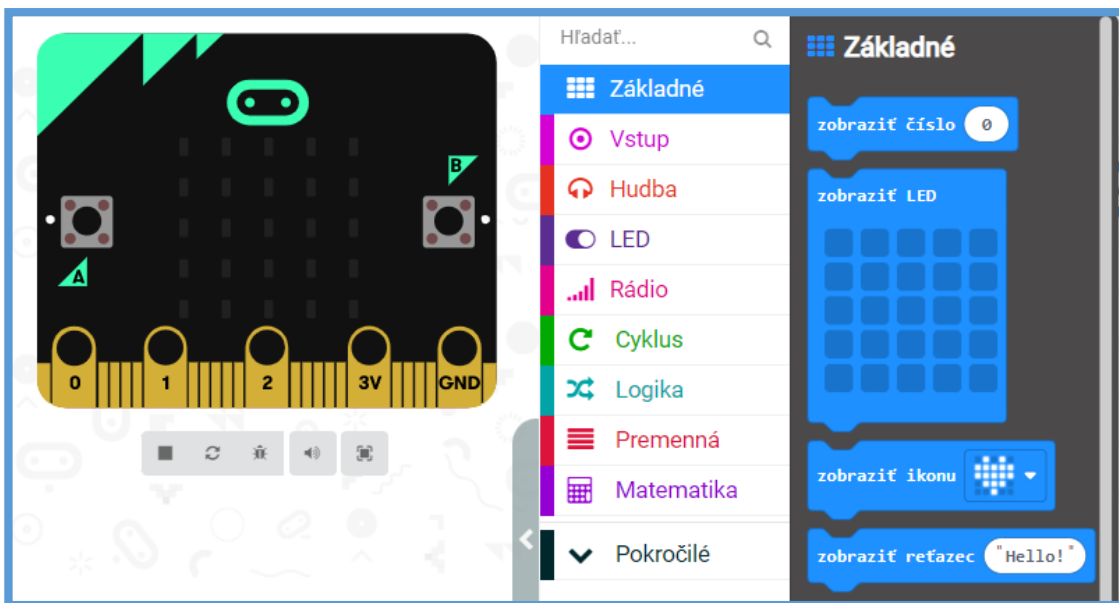 B
A
0 1 2 3V GND
Hľadať...
Základné
Vstup
Hudba
LED
Rádio
Cyklus
Logika
Premenná
Matematika
Pokročilé
Základné
zobraziť číslo 0
zobraziť LED
zobraziť ikonu
zobraziť reťazec "Hello!"